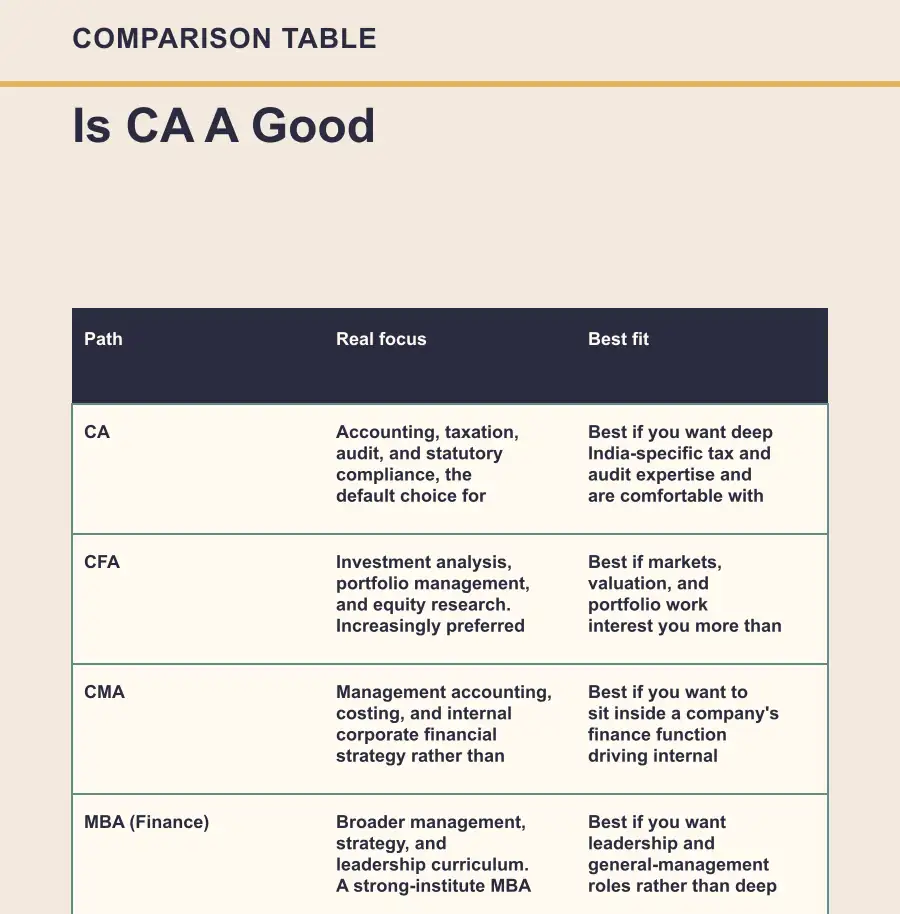 COMPARISON TABLE
Is CA A Good
Path
Real focus
Best fit
CA
Accounting, taxation,
audit, and statutory
compliance, the
default choice for
Best if you want deep
India-specific tax and
audit expertise and
are comfortable with
CFA
Investment analysis,
portfolio management,
and equity research.
Increasingly preferred
Best if markets,
valuation, and
portfolio work
interest you more than
CMA
Management accounting,
costing, and internal
corporate financial
strategy rather than
Best if you want to
sit inside a company's
finance function
driving internal
MBA (Finance)
Broader management,
strategy, and
leadership curriculum.
A strong-institute MBA
Best if you want
leadership and
general-management
roles rather than deep